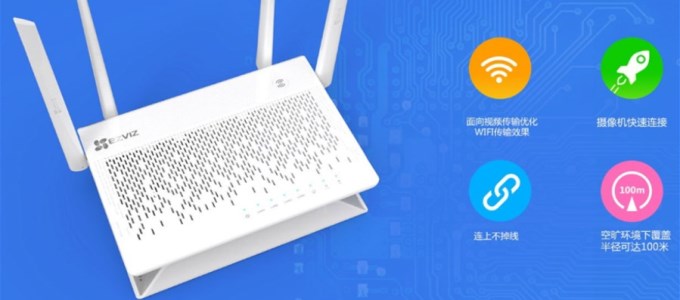 EZVIZ
面向视频传输优化
WIFI传输效果
摄像机快速连接
连上不掉线
100m
空旷环境下覆盖
半径可达100米